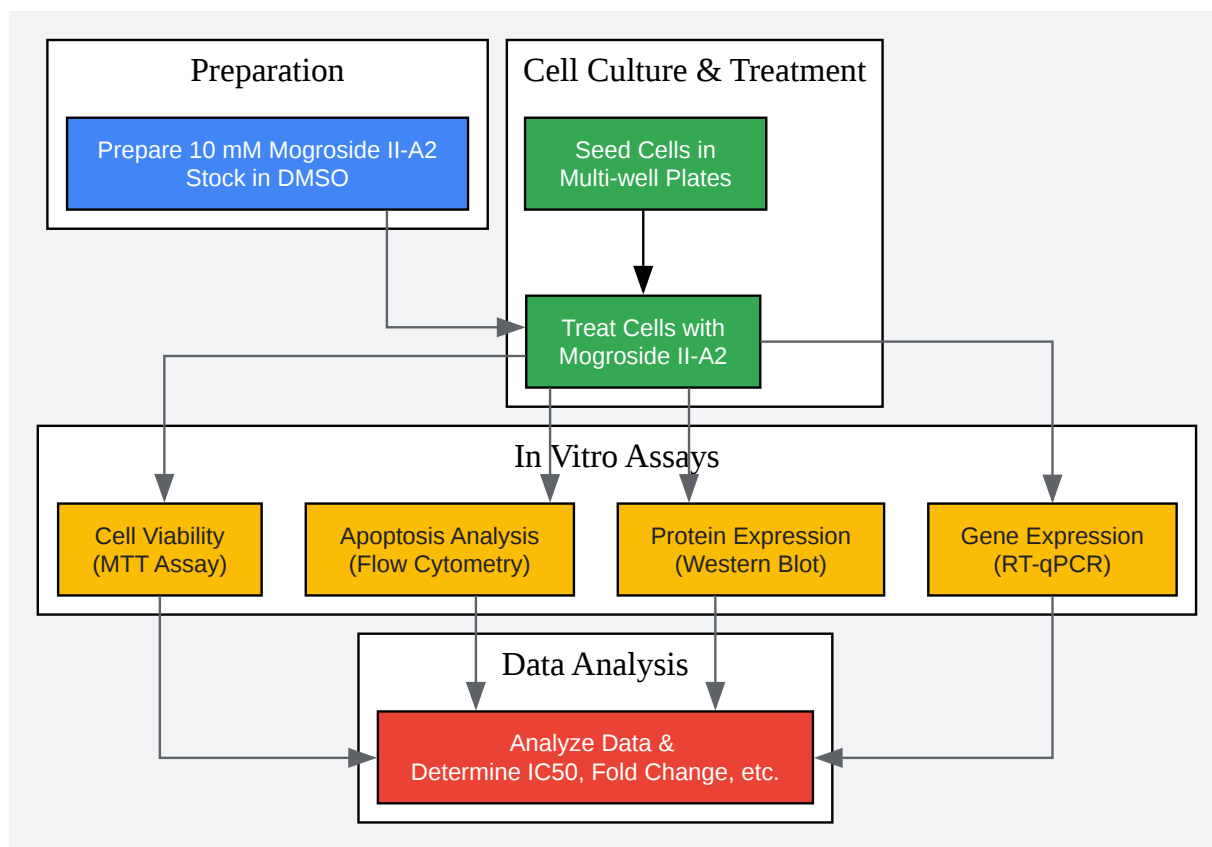 Preparation
Prepare 10 mM Mogroside II-A2
Stock in DMSO
Cell Culture & Treatment
Seed Cells in
Multi-well Plates
Treat Cells with
Mogroside II-A2
In Vitro Assays
Cell Viability
(MTT Assay)
Apoptosis Analysis
(Flow Cytometry)
Protein Expression
(Western Blot)
Gene Expression
(RT-qPCR)
Data Analysis
Analyze Data &
Determine IC50, Fold Change, etc.